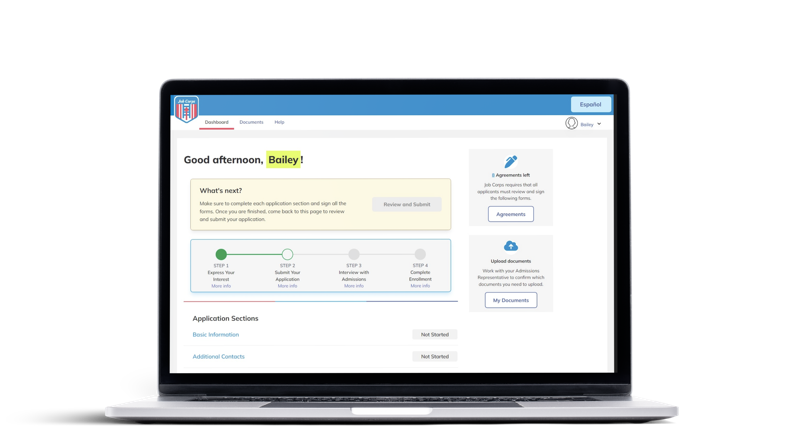 Job Corps
Español
Dashboard Documents Help
Bailey
Good afternoon, Bailey!
What's next?
Make sure to complete each application section and sign all the
forms. Once you are finished, come back to this page to review
and submit your application.
Review and Submit
STEP 1
Express Your
Interest
More info
STEP 2
Submit Your
Application
More info
STEP 3
Interview with
Admissions
More info
STEP 4
Complete
Enrollment
More info
Application Sections
Basic Information Not Started
Additional Contacts Not Started
Agreements left
Job Corps requires that all
applicants must review and sign
the following forms.
Agreements
Upload documents
Work with your Admissions
Representative to confirm which
documents you need to upload.
My Documents